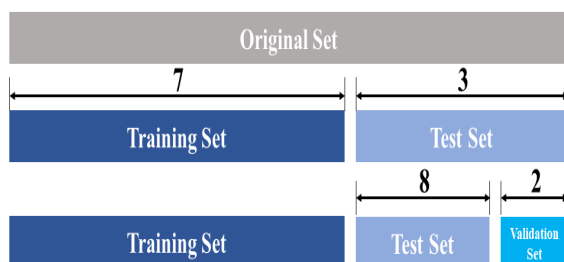 Original Set
7 3
Training Set Test Set
8 2
Training Set Test Set Validation
Set